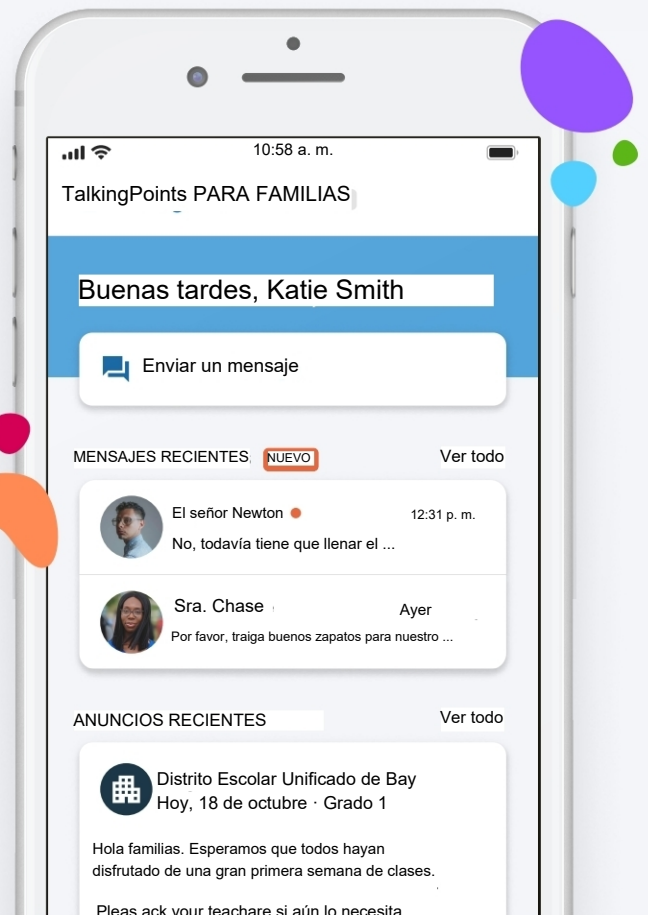 10:58 a. m.
TalkingPoints PARA FAMILIAS
Buenas tardes, Katie Smith
Enviar un mensaje
MENSAJES RECIENTES NUEVO Ver todo
El señor Newton 12:31 p. m.
No, todavía tiene que llenar el ...
Sra. Chase Ayer
Por favor, traiga buenos zapatos para nuestro ...
ANUNCIOS RECIENTES Ver todo
Distrito Escolar Unificado de Bay
Hoy, 18 de octubre · Grado 1
Hola familias. Esperamos que todos hayan
disfrutado de una gran primera semana de clases.
Pleas ack your teachare si aún lo necesita